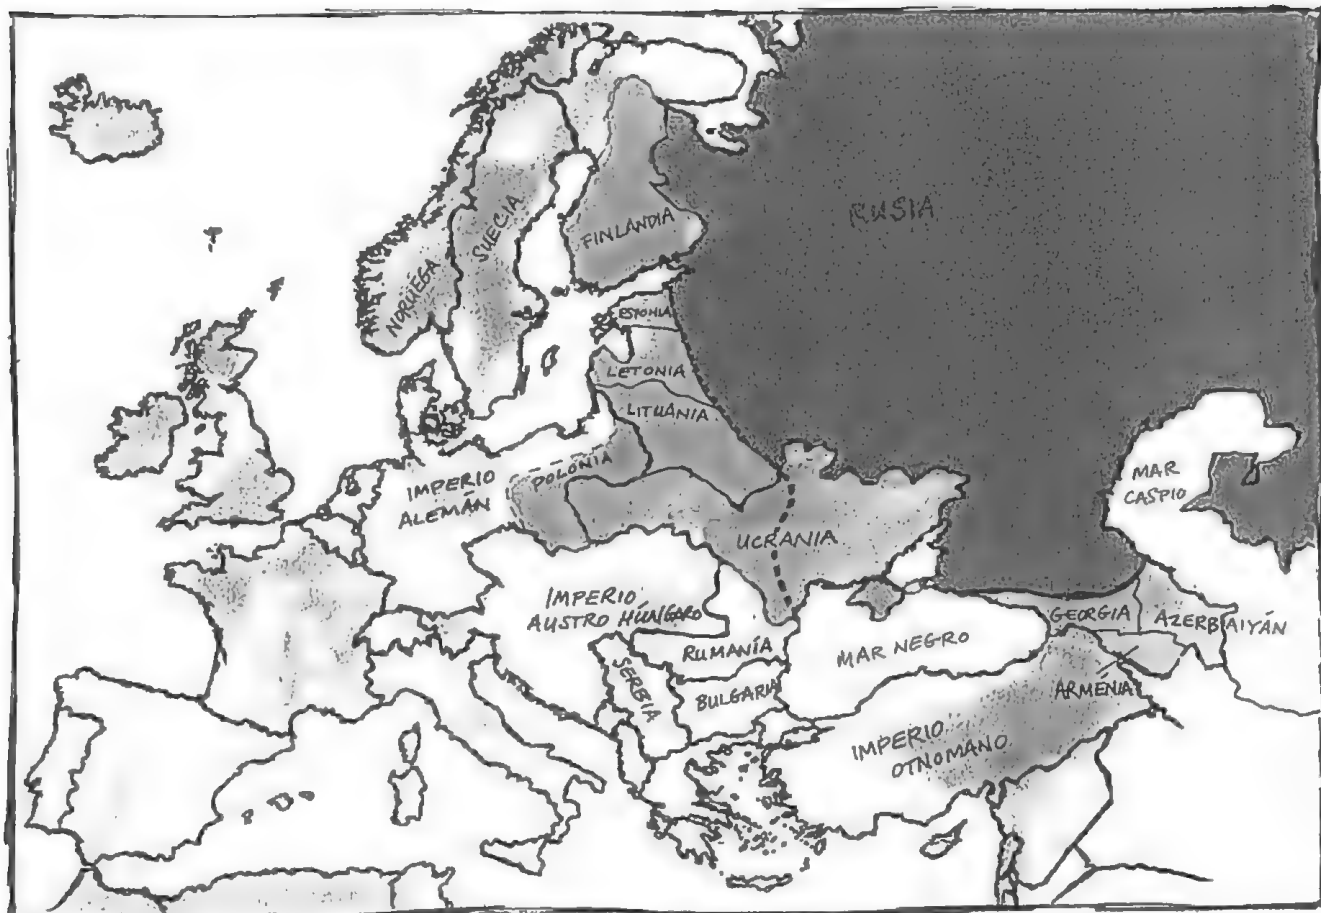 RUSIA
SUECIA
FINLANDIA
NORUEGA
ESTONIA
LETONIA
LITUANIA
POLONIA
IMPERIO
ALEMÁN
MAR
CASPIO
UCRANIA
IMPERIO
AUSTRO HÚNGARO
GEORGIA
AZERBAIYÁN
RUMANÍA
MAR NEGRO
SERBIA
BULGARIA
ARMENIA
IMPERIO
OTNOMANO